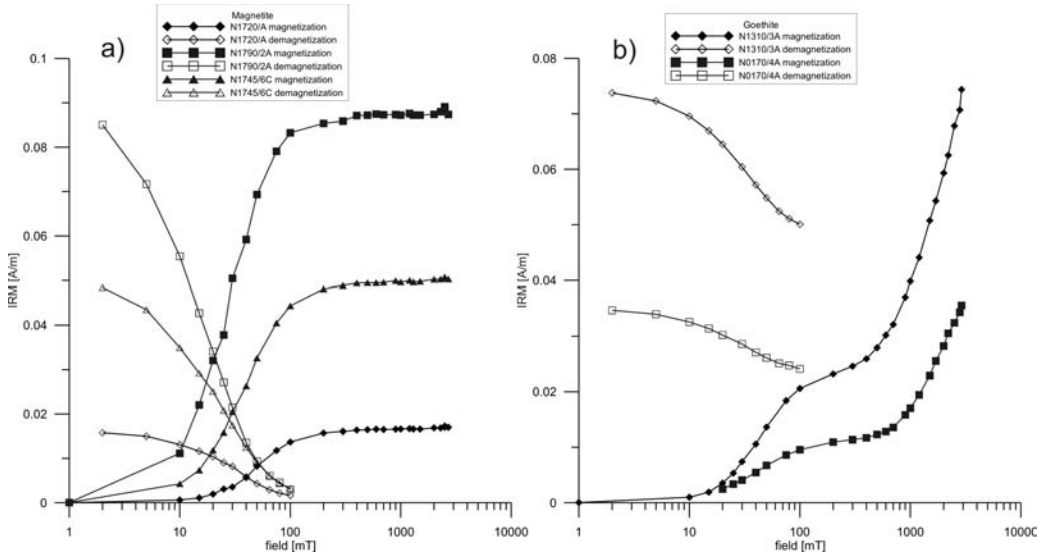 Magnetite
N1720/A magnetization
N1720/A demagnetization
N1790/2A magnetization
N1790/2A demagnetization
N1745/6C magnetization
N1745/6C demagnetization
a)
0.1
0.08
0.06
0.04
0.02
0
IRM [A/m]
1 10 100 1000 10000
field [mT]
Goethite
N1310/3A magnetization
N1310/3A demagnetization
N0170/4A magnetization
N0170/4A demagnetization
b)
0.08
0.06
0.04
0.02
0
IRM [A/m]
1 10 100 1000 10000
field [mT]